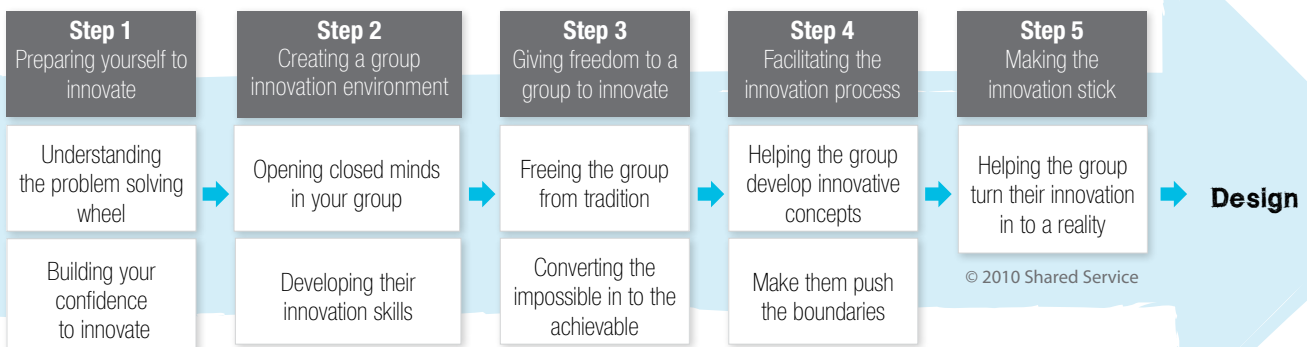 Step 1
Preparing yourself to
innovate
Understanding
the problem solving
wheel
Building your
confidence
to innovate
Step 2
Creating a group
innovation environment
Opening closed minds
in your group
Developing their
innovation skills
Step 3
Giving freedom to a
group to innovate
Freeing the group
from tradition
Converting the
impossible in to the
achievable
Step 4
Facilitating the
innovation process
Helping the group
develop innovative
concepts
Make them push
the boundaries
Step 5
Making the
innovation stick
Helping the group
turn their innovation
in to a reality
© 2010 Shared Service
Design